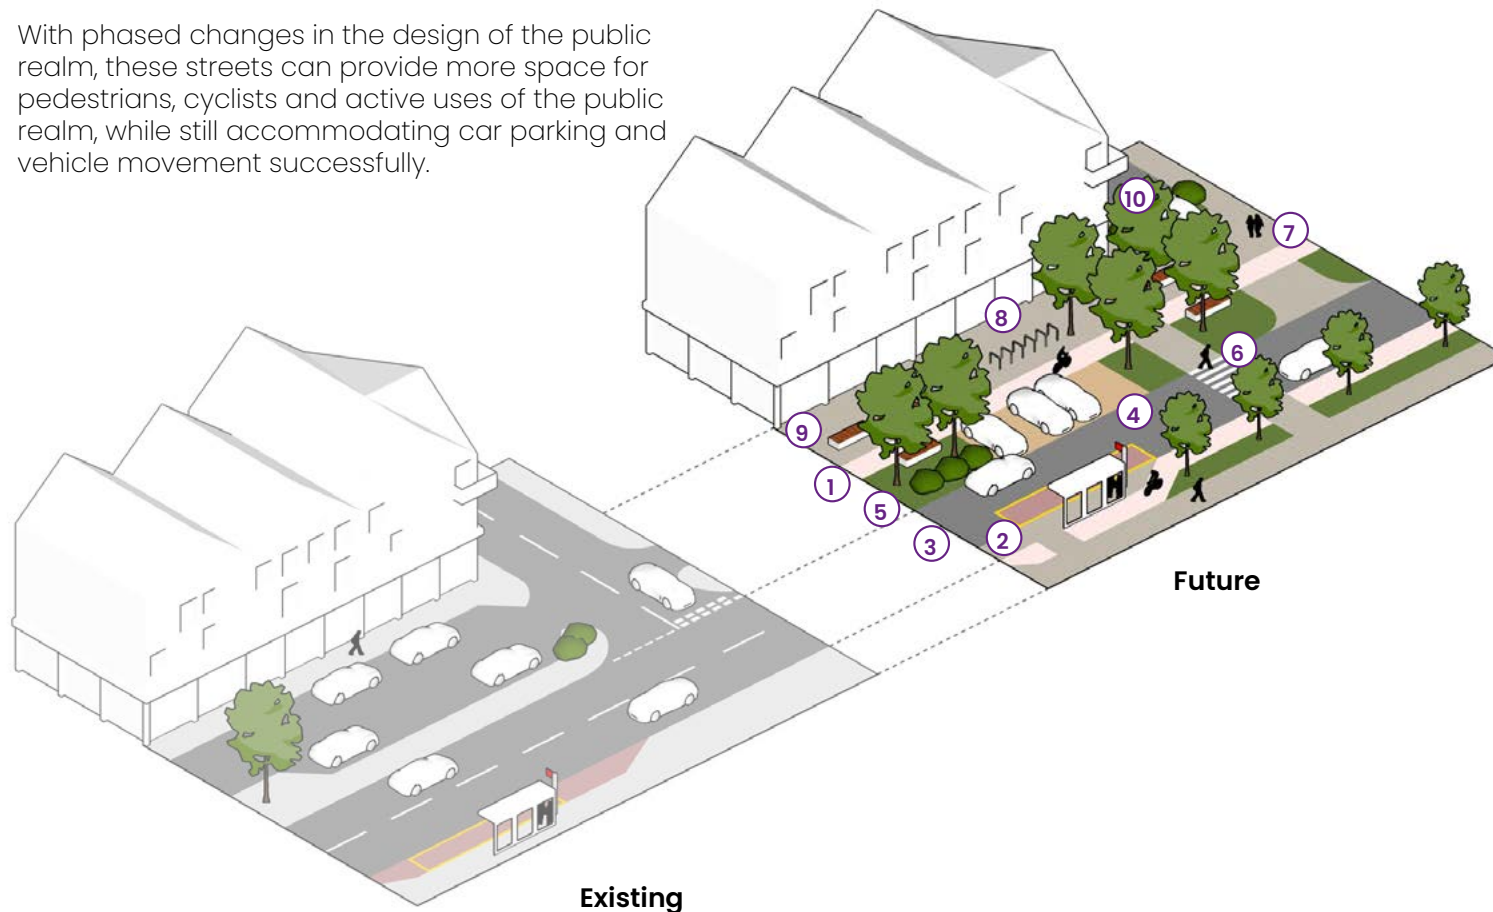 With phased changes in the design of the public
realm, these streets can provide more space for
pedestrians, cyclists and active uses of the public
realm, while still accommodating car parking and
vehicle movement successfully.
10
7
8
6
4
9
1
5
3
2
Future
Existing